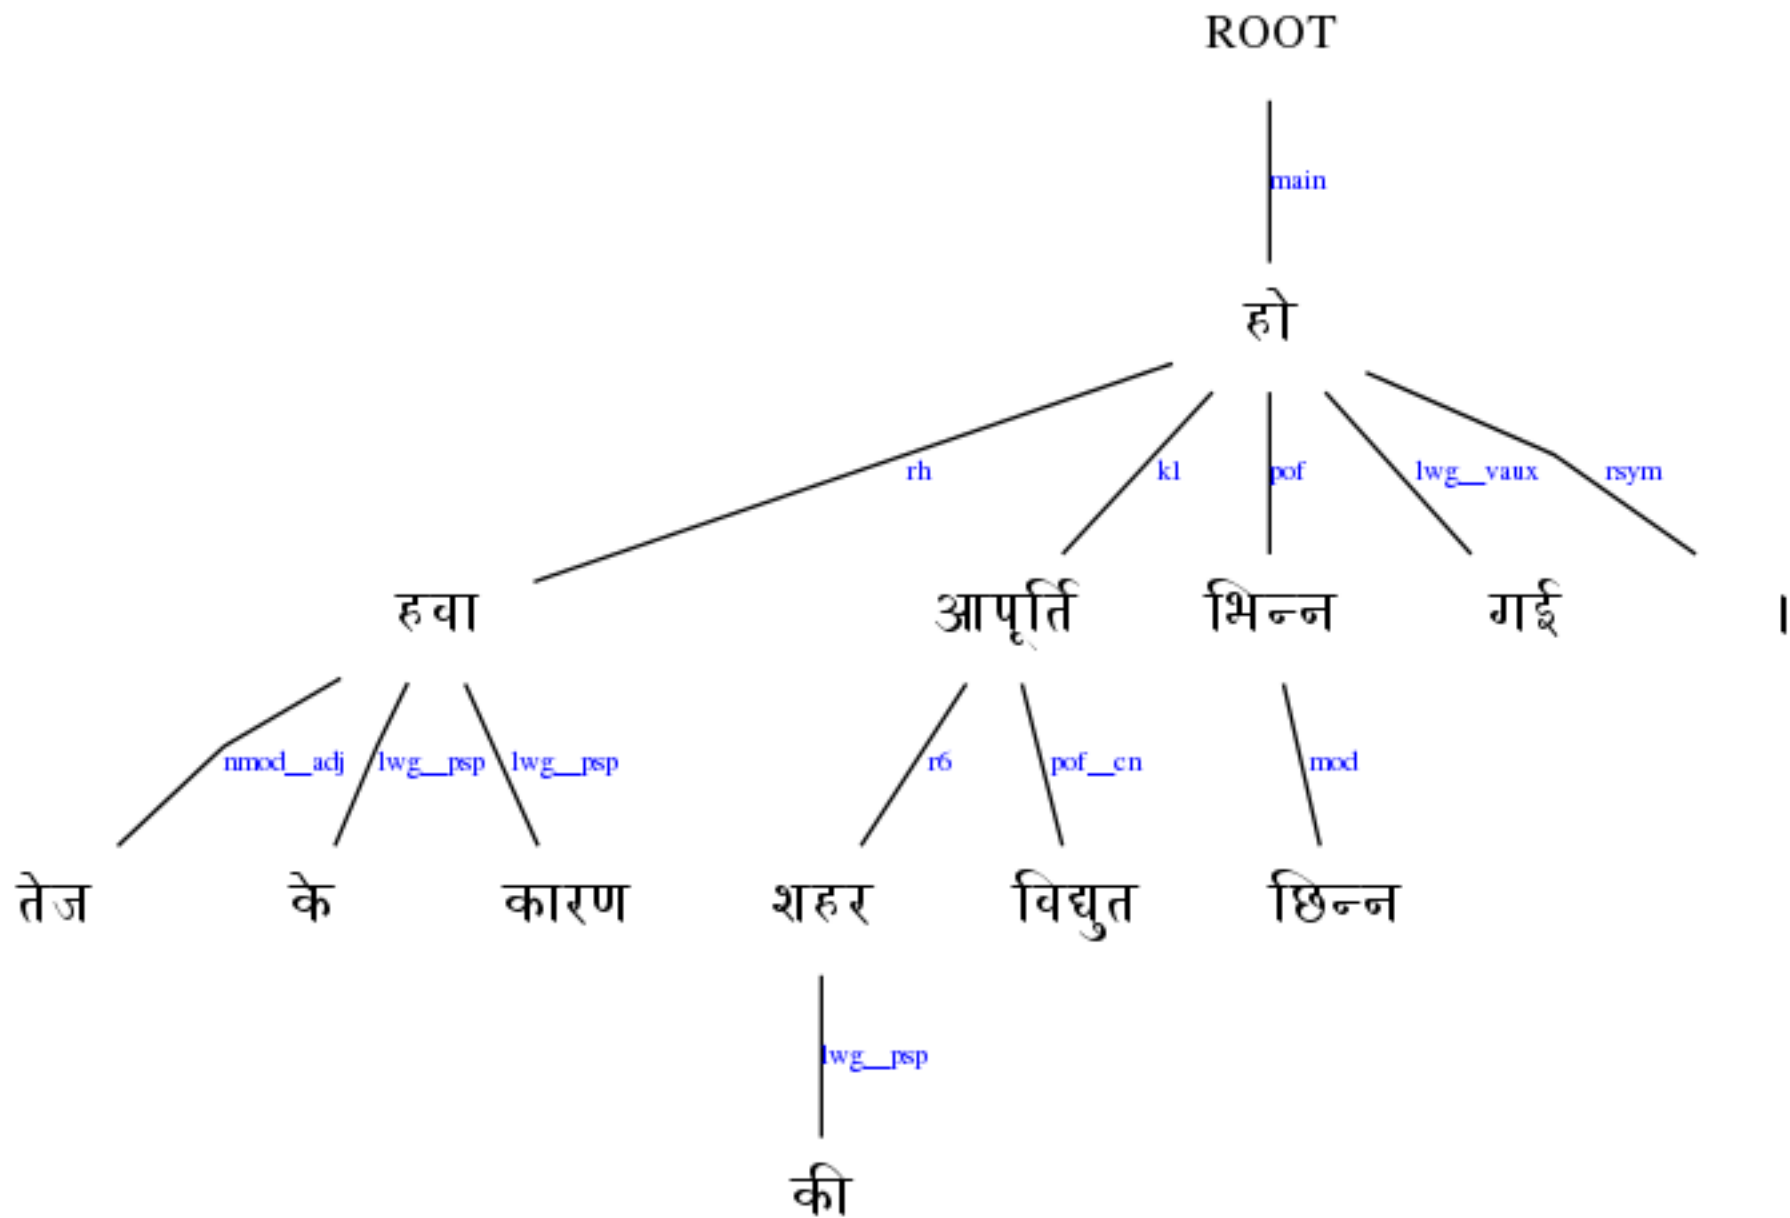 ROOT
main
हो
rh k1 pof lwg__vaux rsym
हवा आपूर्ति भिन्न गई ।
nmod__adj lwg__psp lwg__psp r6 pof__cn mod
तेज के कारण शहर विद्युत छिन्न
lwg__psp
की